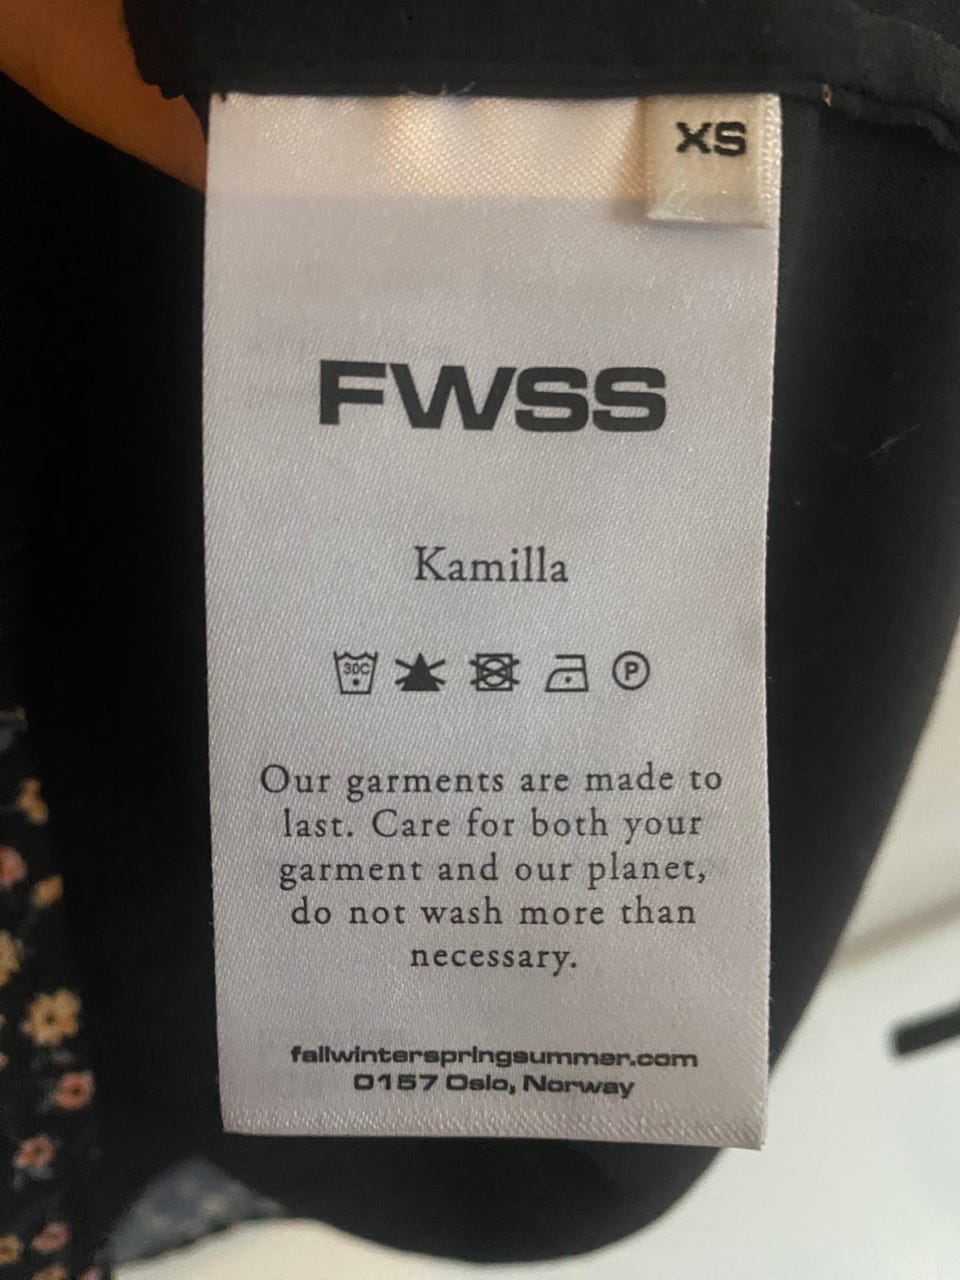 XS
FWSS
Kamilla
30C P
Our garments are made to
last. Care for both your
garment and our planet,
do not wash more than
necessary.
fallwinterspringsummer.com
0157 Oslo, Norway